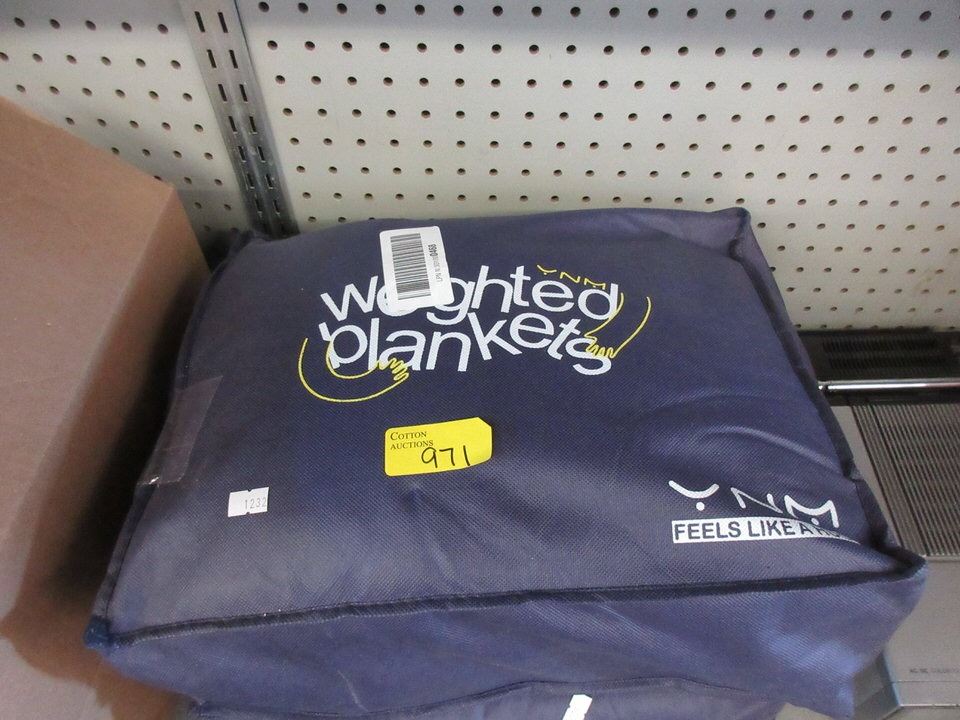 YNM
weighted
blankets
COTTON
AUCTIONS
971
1232
YNM
FEELS LIKE A